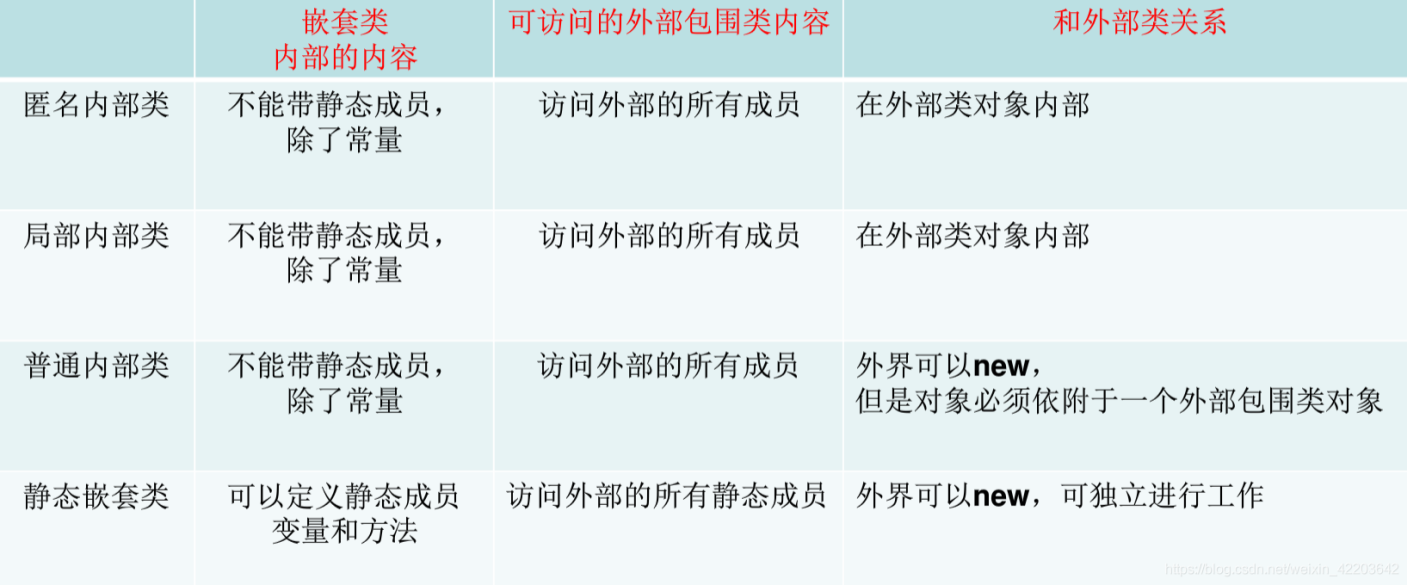 嵌套类
内部的内容
可访问的外部包围类内容
和外部类关系
匿名内部类
不能带静态成员，
除了常量
访问外部的所有成员
在外部类对象内部
局部内部类
不能带静态成员，
除了常量
访问外部的所有成员
在外部类对象内部
普通内部类
不能带静态成员，
除了常量
访问外部的所有成员
外界可以new，
但是对象必须依附于一个外部包围类对象
静态嵌套类
可以定义静态成员
变量和方法
访问外部的所有静态成员
外界可以new，可独立进行工作
https://blog.csdn.net/weixin_42203642